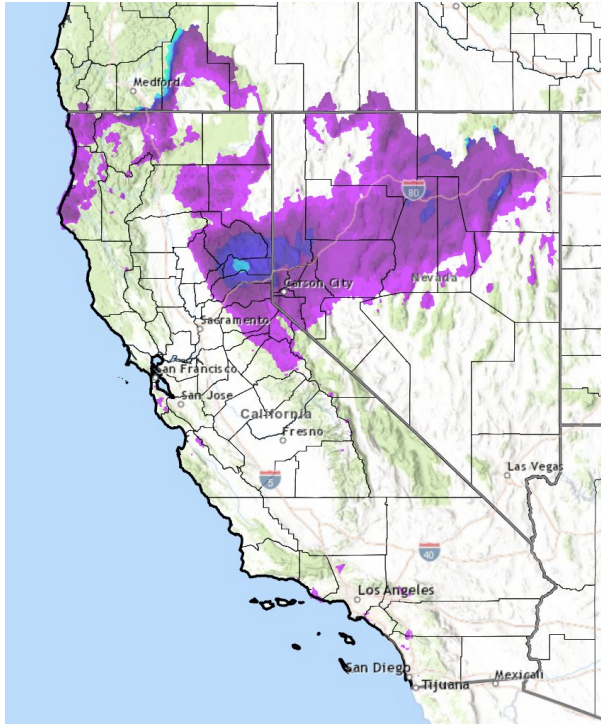 Medford
80
Carson City
Nevada
Sacramento
San Francisco
San Jose
California
Fresno
5
Las Vegas
40
Los Angeles
San Diego
Tijuana
Mexicali